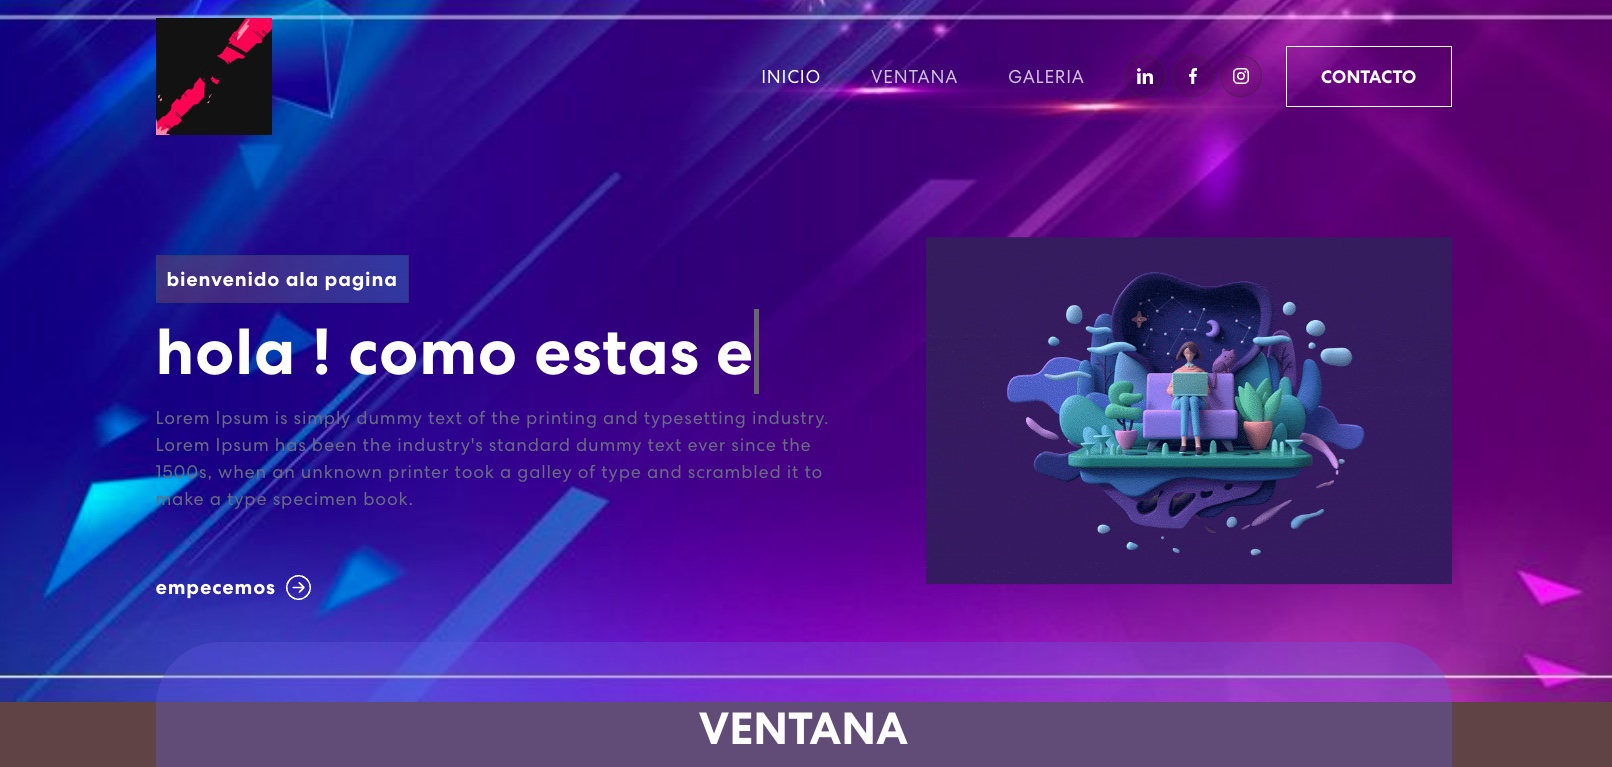 INICIO VENTANA GALERIA in f CONTACTO
bienvenido ala pagina
hola ! como estas e
Lorem Ipsum is simply dummy text of the printing and typesetting industry.
Lorem Ipsum has been the industry's standard dummy text ever since the
1500s, when an unknown printer took a galley of type and scrambled it to
make a type specimen book.
empecemos
VENTANA